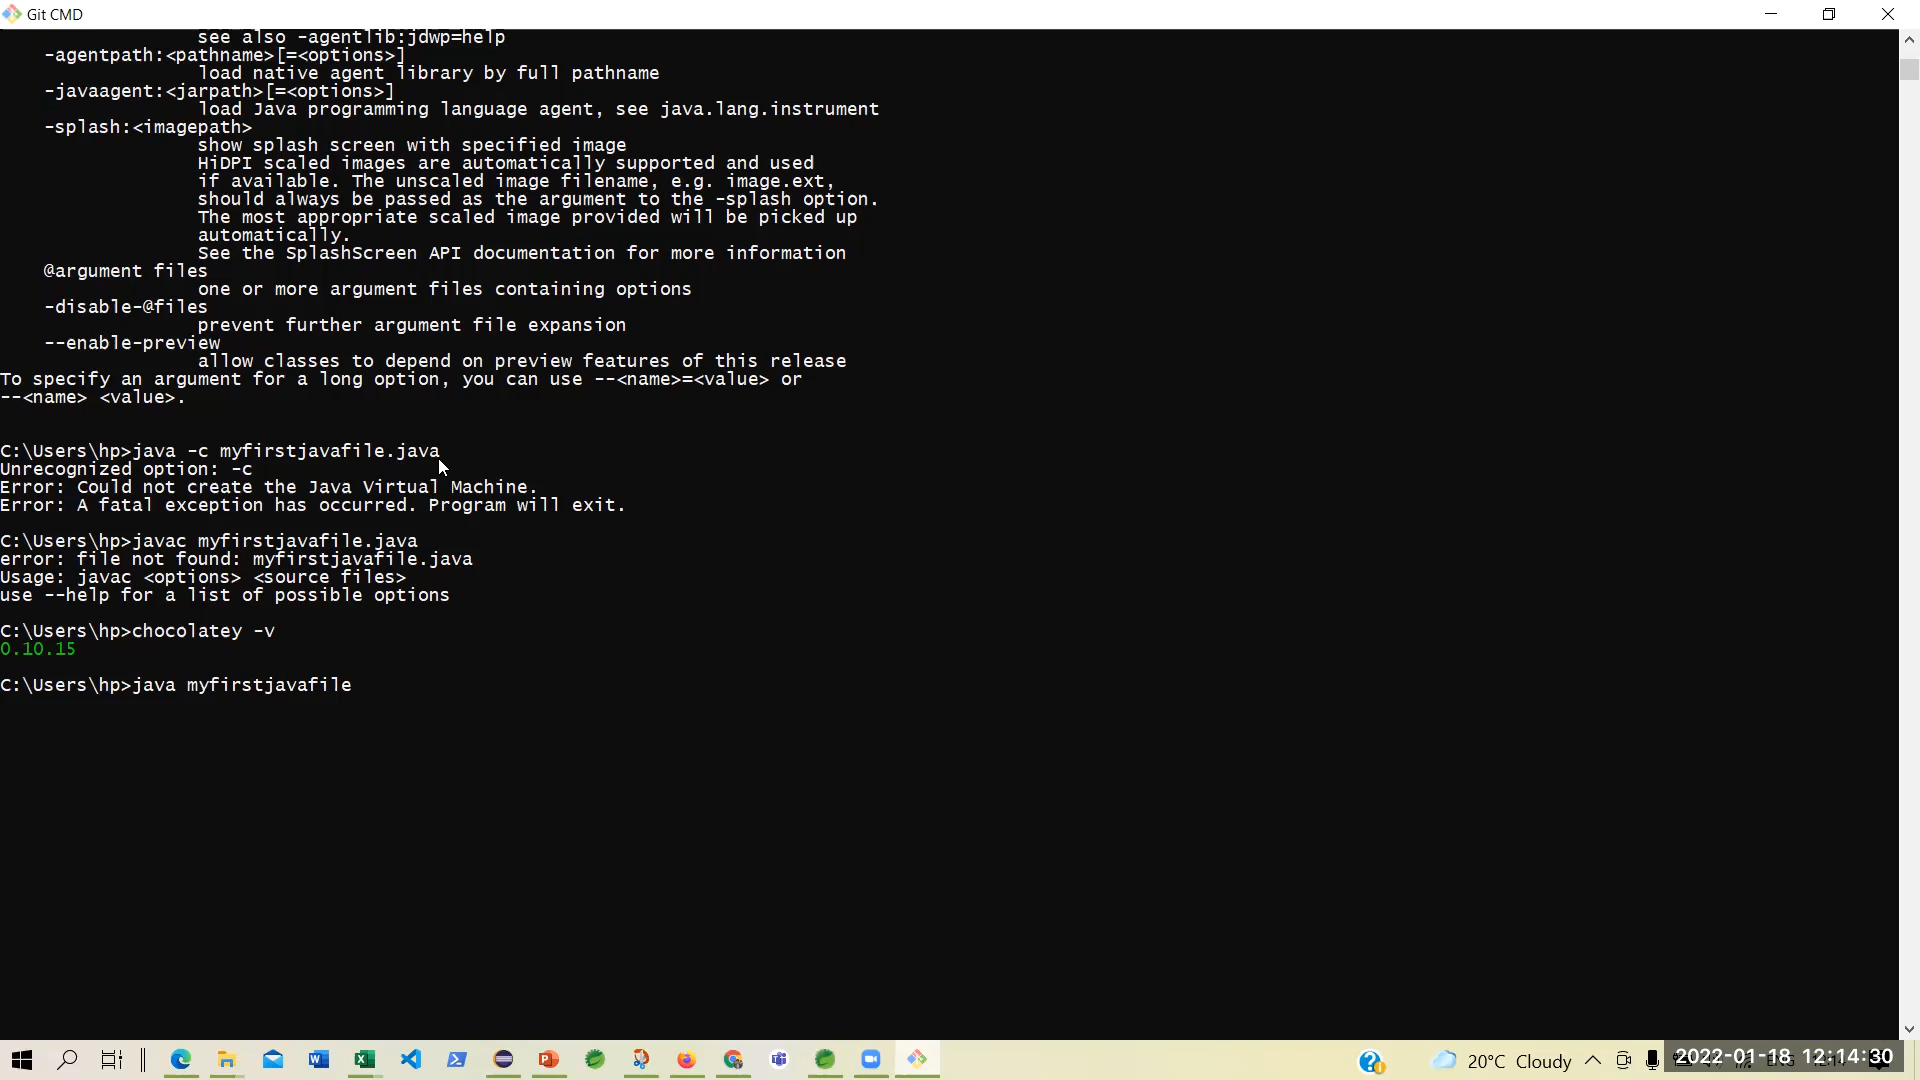 Git CMD
see also -agentlib:jdwp=help
-agentpath:<pathname>[=<options>]
load native agent library by full pathname
-javaagent:<jarpath>[=<options>]
load Java programming language agent, see java.lang.instrument
-splash:<imagepath>
show splash screen with specified image
HiDPI scaled images are automatically supported and used
if available. The unscaled image filename, e.g. image.ext,
should always be passed as the argument to the -splash option.
The most appropriate scaled image provided will be picked up
automatically.
See the SplashScreen API documentation for more information
@argument files
one or more argument files containing options
-disable-@files
prevent further argument file expansion
--enable-preview
allow classes to depend on preview features of this release
To specify an argument for a long option, you can use --<name>=<value> or
--<name> <value>.
C:\Users\hp>java -c myfirstjavafile.java
Unrecognized option: -c
Error: Could not create the Java Virtual Machine.
Error: A fatal exception has occurred. Program will exit.
C:\Users\hp>javac myfirstjavafile.java
error: file not found: myfirstjavafile.java
Usage: javac <options> <source files>
use --help for a list of possible options
C:\Users\hp>chocolatey -v
0.10.15
C:\Users\hp>java myfirstjavafile
20°C Cloudy
2022-01-18 12:14:30